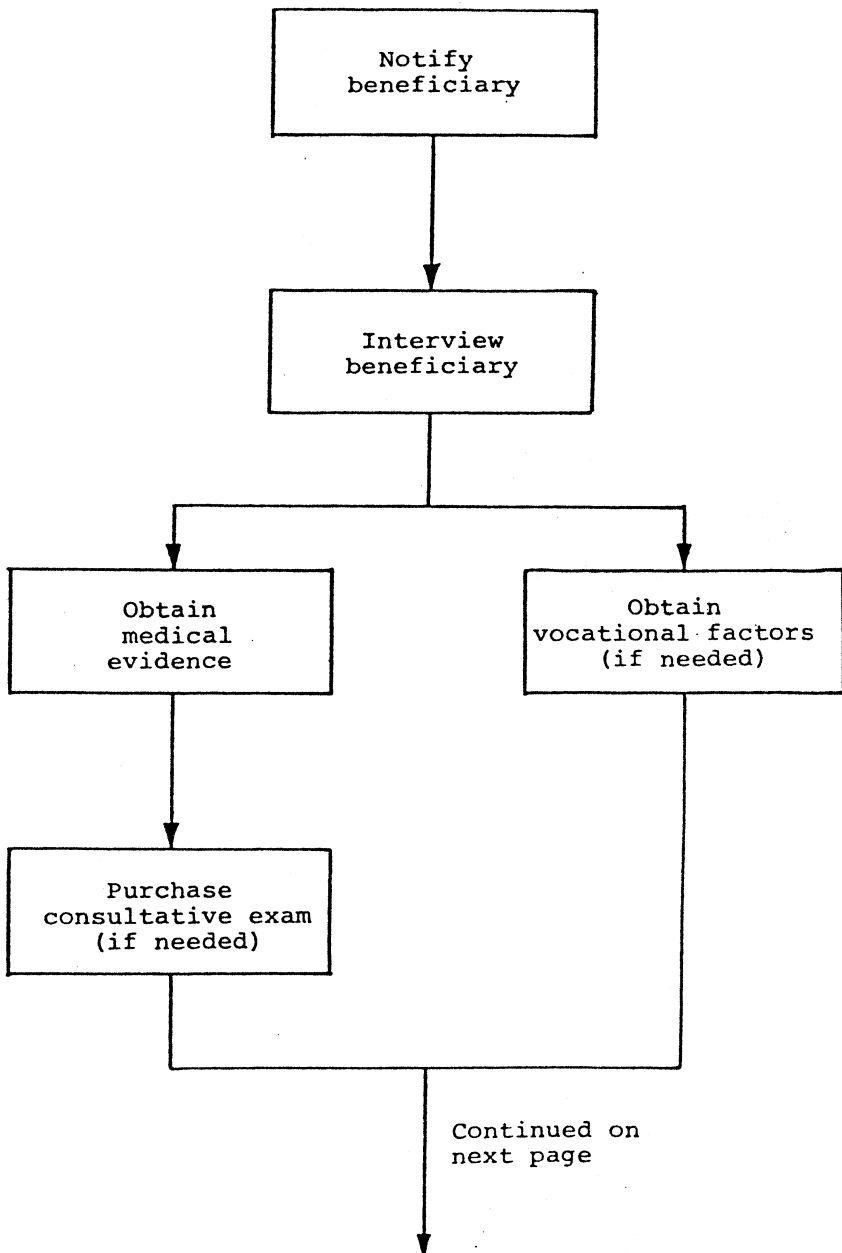 Notify
beneficiary
Interview
beneficiary
Obtain
medical
evidence
Obtain
vocational factors
(if needed)
Purchase
consultative exam
(if needed)
Continued on
next page